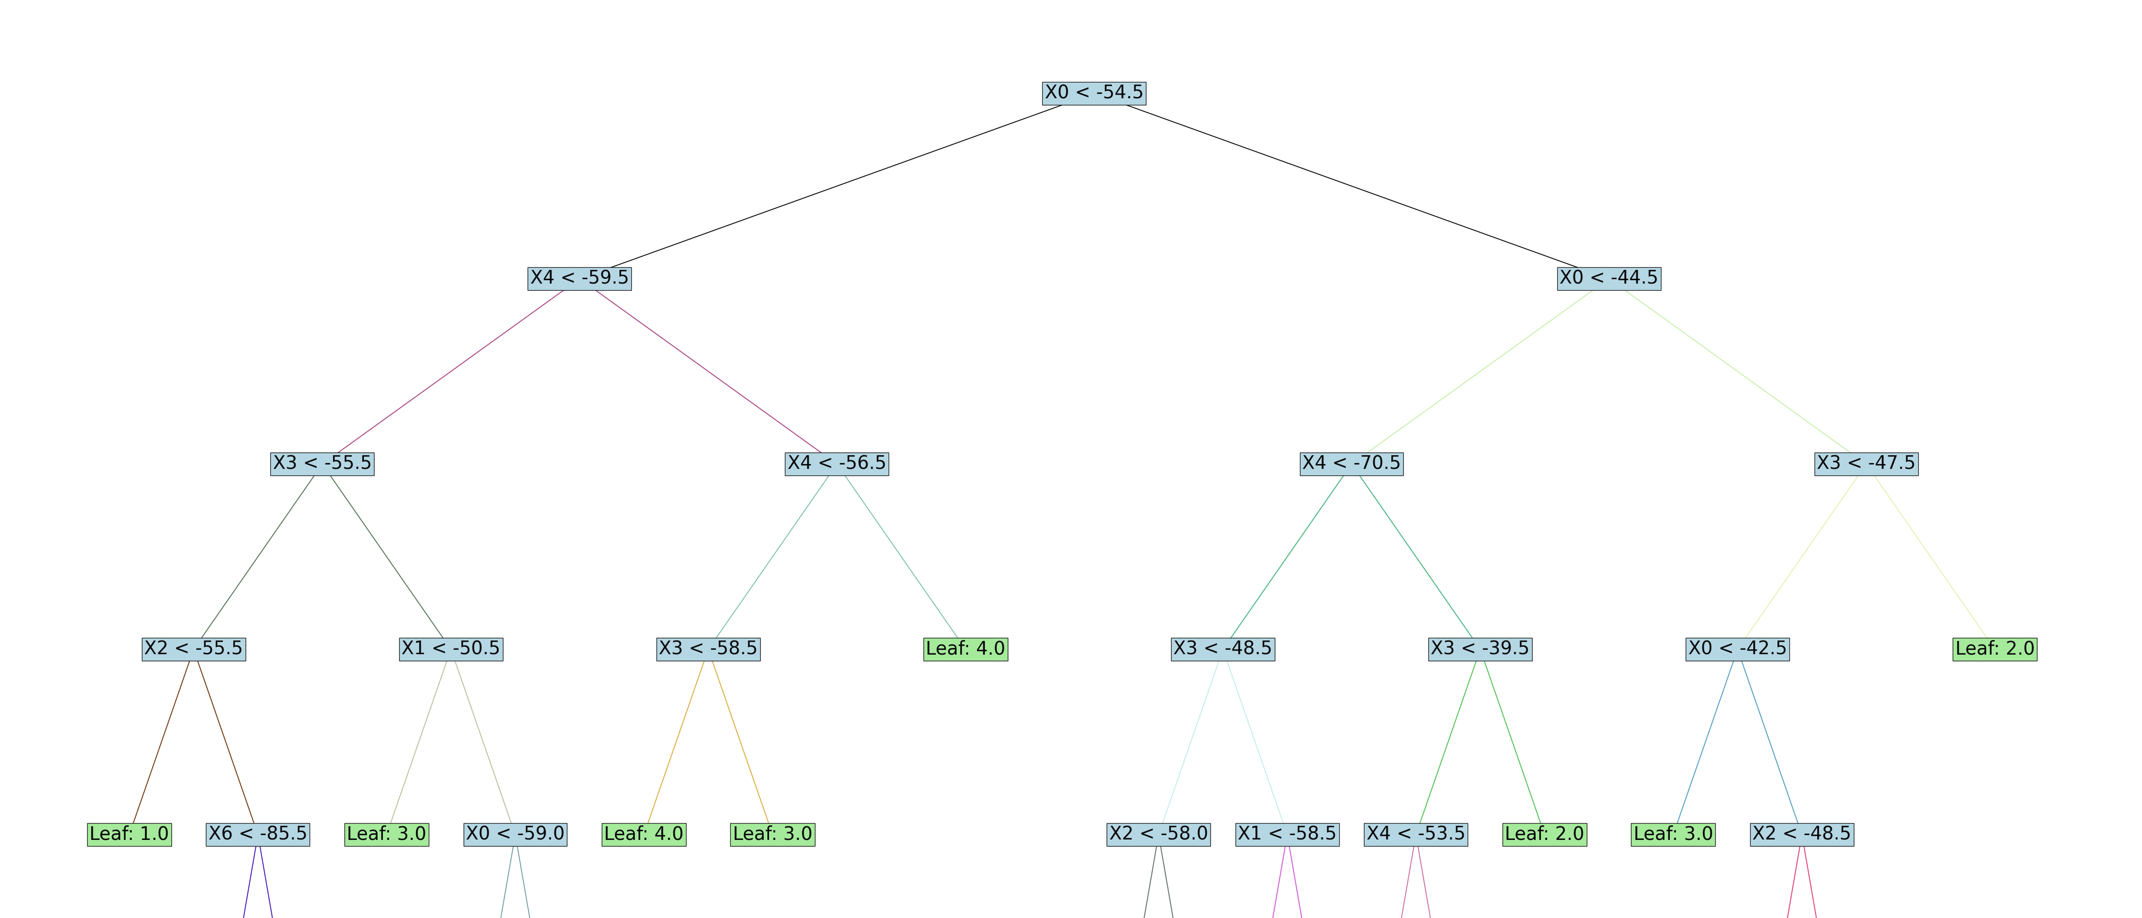 X0 < -54.5
X4 < -59.5
X0 < -44.5
X3 < -55.5
X4 < -56.5
X4 < -70.5
X3 < -47.5
X2 < -55.5
X1 < -50.5
X3 < -58.5
Leaf: 4.0
X3 < -48.5
X3 < -39.5
X0 < -42.5
Leaf: 2.0
Leaf: 1.0
X6 < -85.5
Leaf: 3.0
X0 < -59.0
Leaf: 4.0
Leaf: 3.0
X2 < -58.0
X1 < -58.5
X4 < -53.5
Leaf: 2.0
Leaf: 3.0
X2 < -48.5